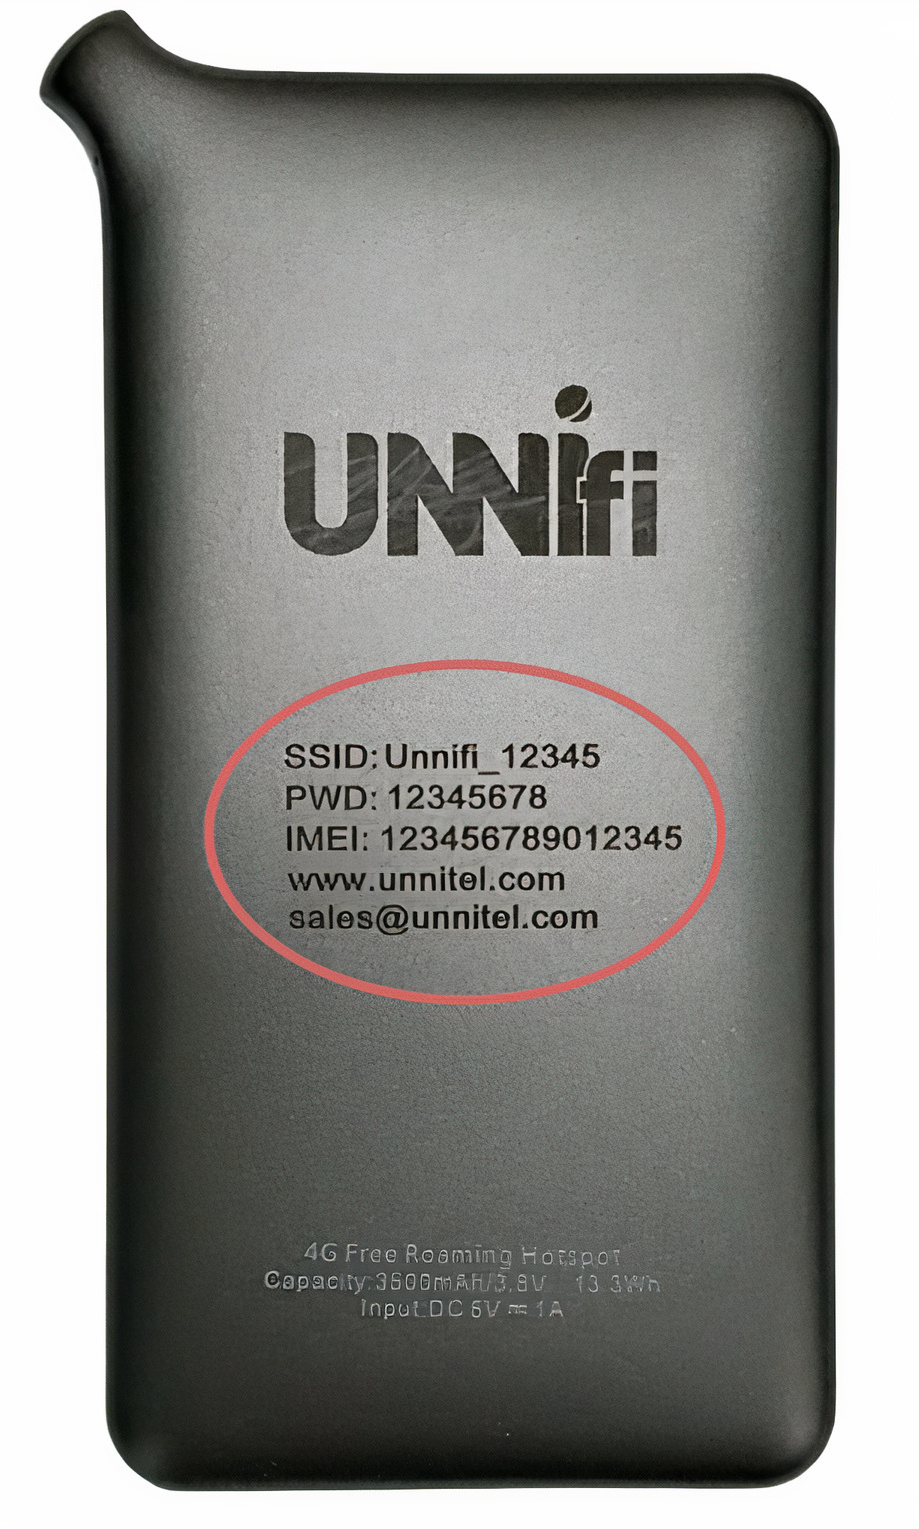 UNNifi
SSID: Unnifi_12345
PWD: 12345678
IMEI: 123456789012345
www.unnitel.com
sales@unnitel.com
4G Free Roaming Hotspot
Capacity:
Input:DC 1A